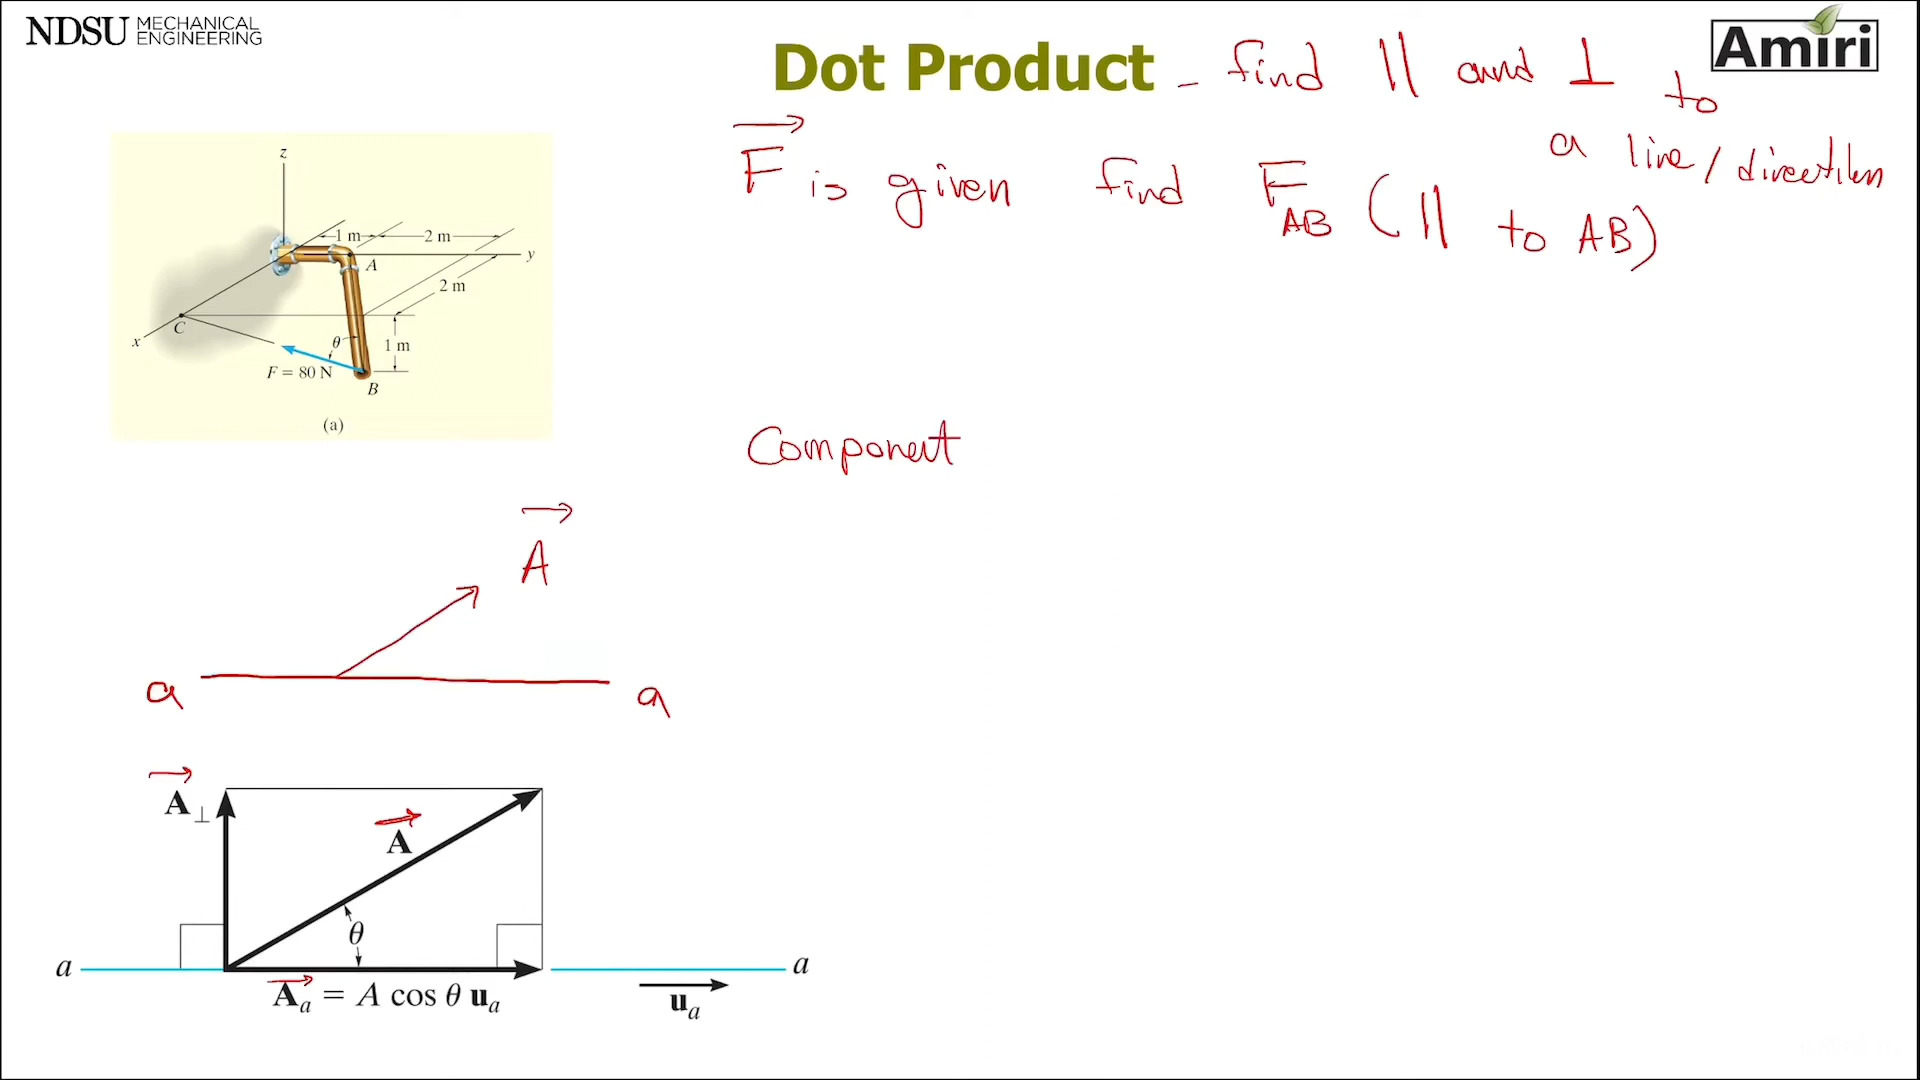 NDSU MECHANICAL ENGINEERING
Amiri
Dot Product - find || and ⊥ to
a line/direction
F is given find F_AB (|| to AB)
z
1 m
2 m
y
A
2 m
C
x
θ
1 m
F = 80 N
B
(a)
Component
A
a a
A⊥
A
θ
a a
A_a = A cos θ u_a
u_a